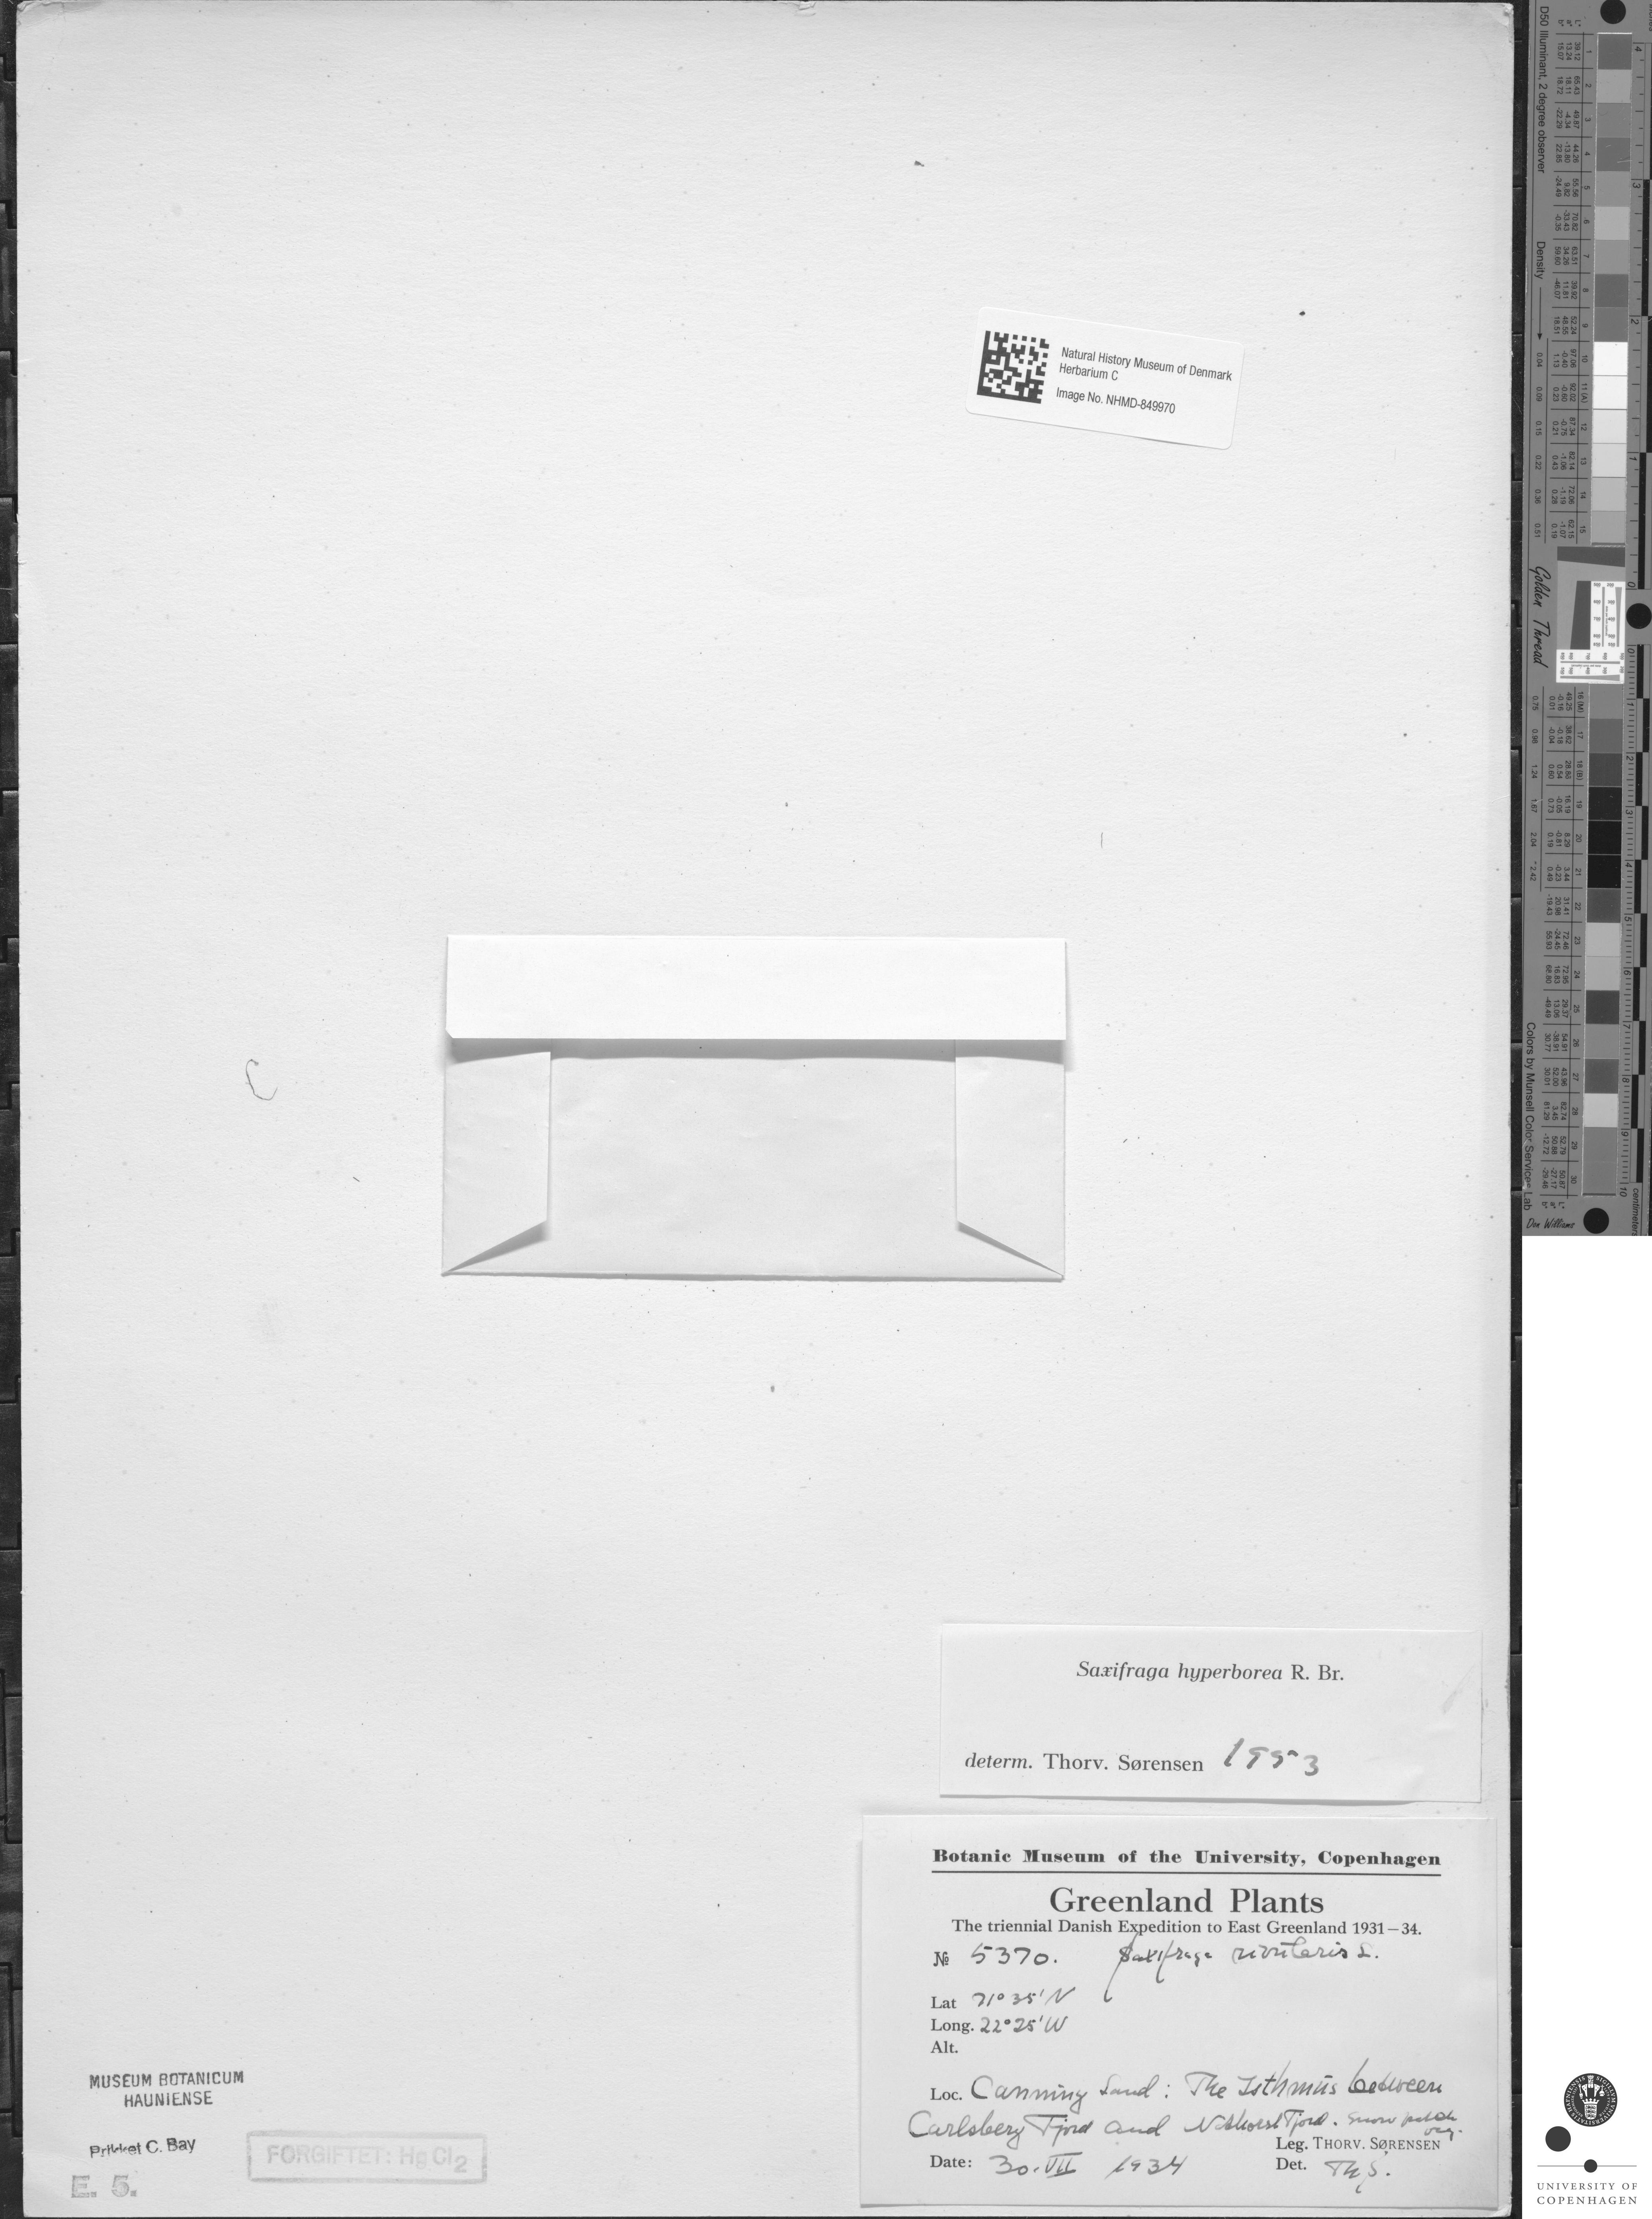 Natural History Museum of Denmark
Herbarium C
Image No. NHMD-849970
C
Saxifraga hyperborea R. Br.
determ. Thorv. Sørensen 1953
Botanic Museum of the University, Copenhagen
Greenland Plants
The triennial Danish Expedition to East Greenland 1931–34.
№ 5370. Saxifraga rivularis L.
Lat 71°35'N
Long. 22°25'W
Alt.
Loc. Canning Land: The Isthmus between
Carlsberg Fjord and Nathorst Fjord. Snow patch
veg.
Leg. THORV. SØRENSEN
Date: 30.VII 1934
Det. Th. S.
MUSEUM BOTANICUM
HAUNIENSE
Prikket C. Bay
FORGIFTET: HgCl2
E. 5.
D50 Illuminant, 2 degree observer
Density
Golden Thread
Colors by Munsell Color Services Lab
Don Williams
centimeters
UNIVERSITY OF
COPENHAGEN